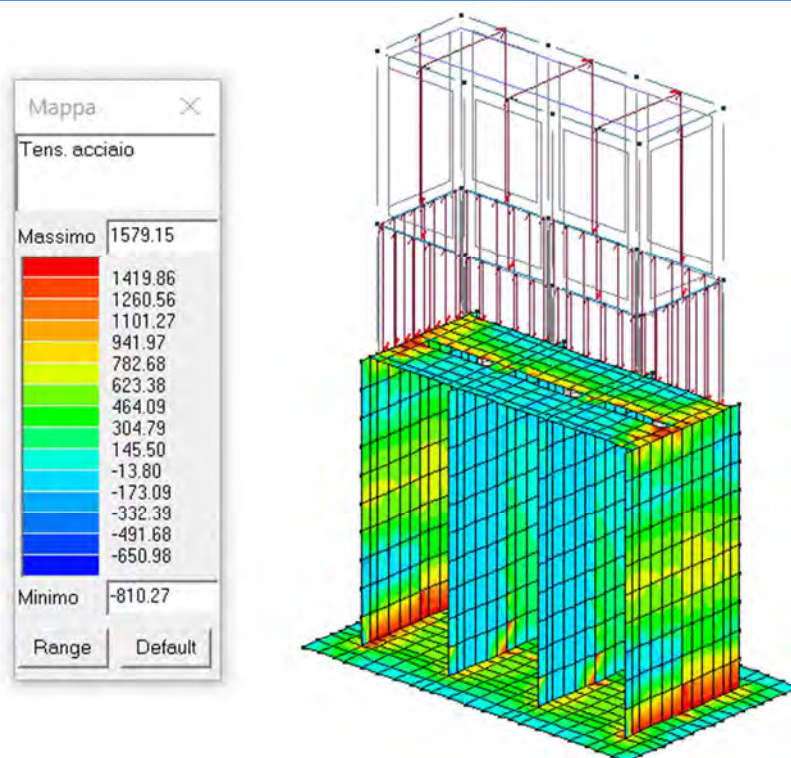 Mappa
Tens. acciaio
Massimo 1579.15
1419.86
1260.56
1101.27
941.97
782.68
623.38
464.09
304.79
145.50
-13.80
-173.09
-332.39
-491.68
-650.98
Minimo -810.27
Range Default